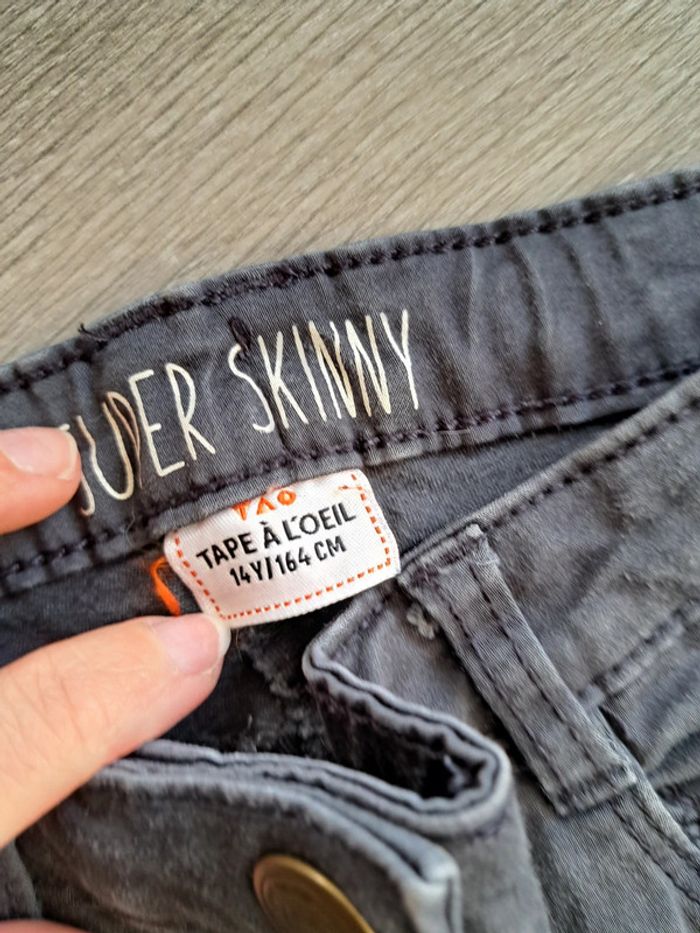 SUPER SKINNY
TAO
TAPE À L'OEIL
14Y/164 CM